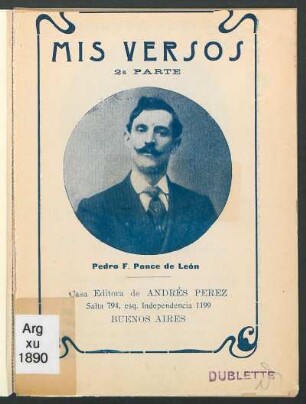 MIS VERSOS
2ª PARTE
Pedro F. Ponce de León
Casa Editora de ANDRÉS PEREZ
Salta 794, esq. Independencia 1199
BUENOS AIRES
Arg
xu
1890
DUBLETTE